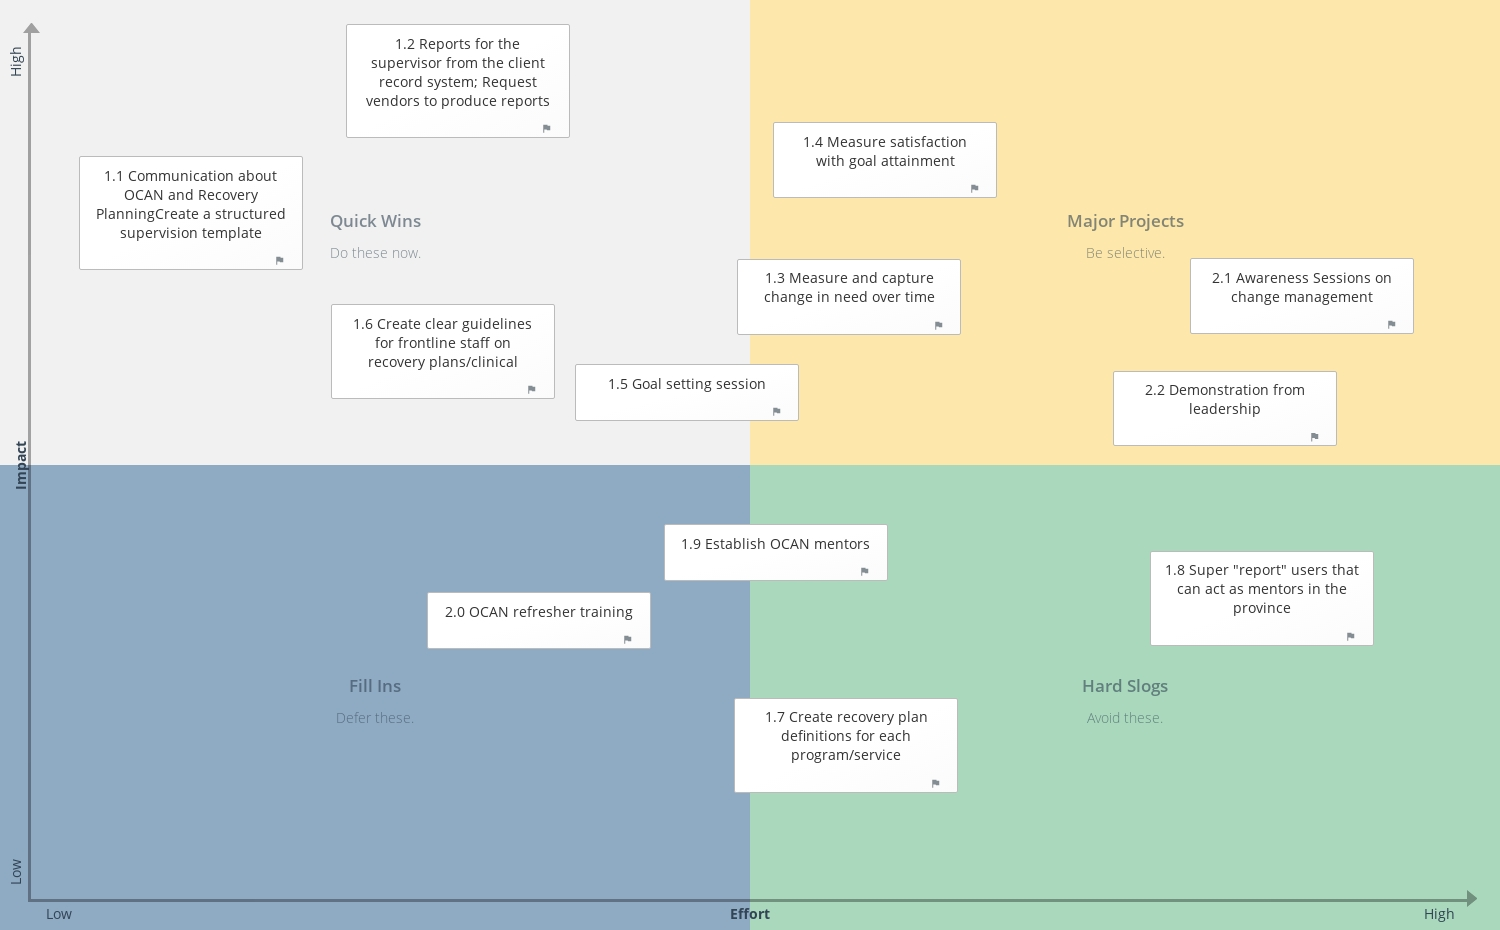 High
1.2 Reports for the
supervisor from the client
record system; Request
vendors to produce reports
1.4 Measure satisfaction
with goal attainment
1.1 Communication about
OCAN and Recovery
PlanningCreate a structured
supervision template
Quick Wins
Do these now.
Major Projects
Be selective.
1.3 Measure and capture
change in need over time
2.1 Awareness Sessions on
change management
1.6 Create clear guidelines
for frontline staff on
recovery plans/clinical
1.5 Goal setting session
2.2 Demonstration from
leadership
Impact
1.9 Establish OCAN mentors
1.8 Super "report" users that
can act as mentors in the
province
2.0 OCAN refresher training
Fill Ins
Defer these.
Hard Slogs
Avoid these.
1.7 Create recovery plan
definitions for each
program/service
Low
Low
Effort
High